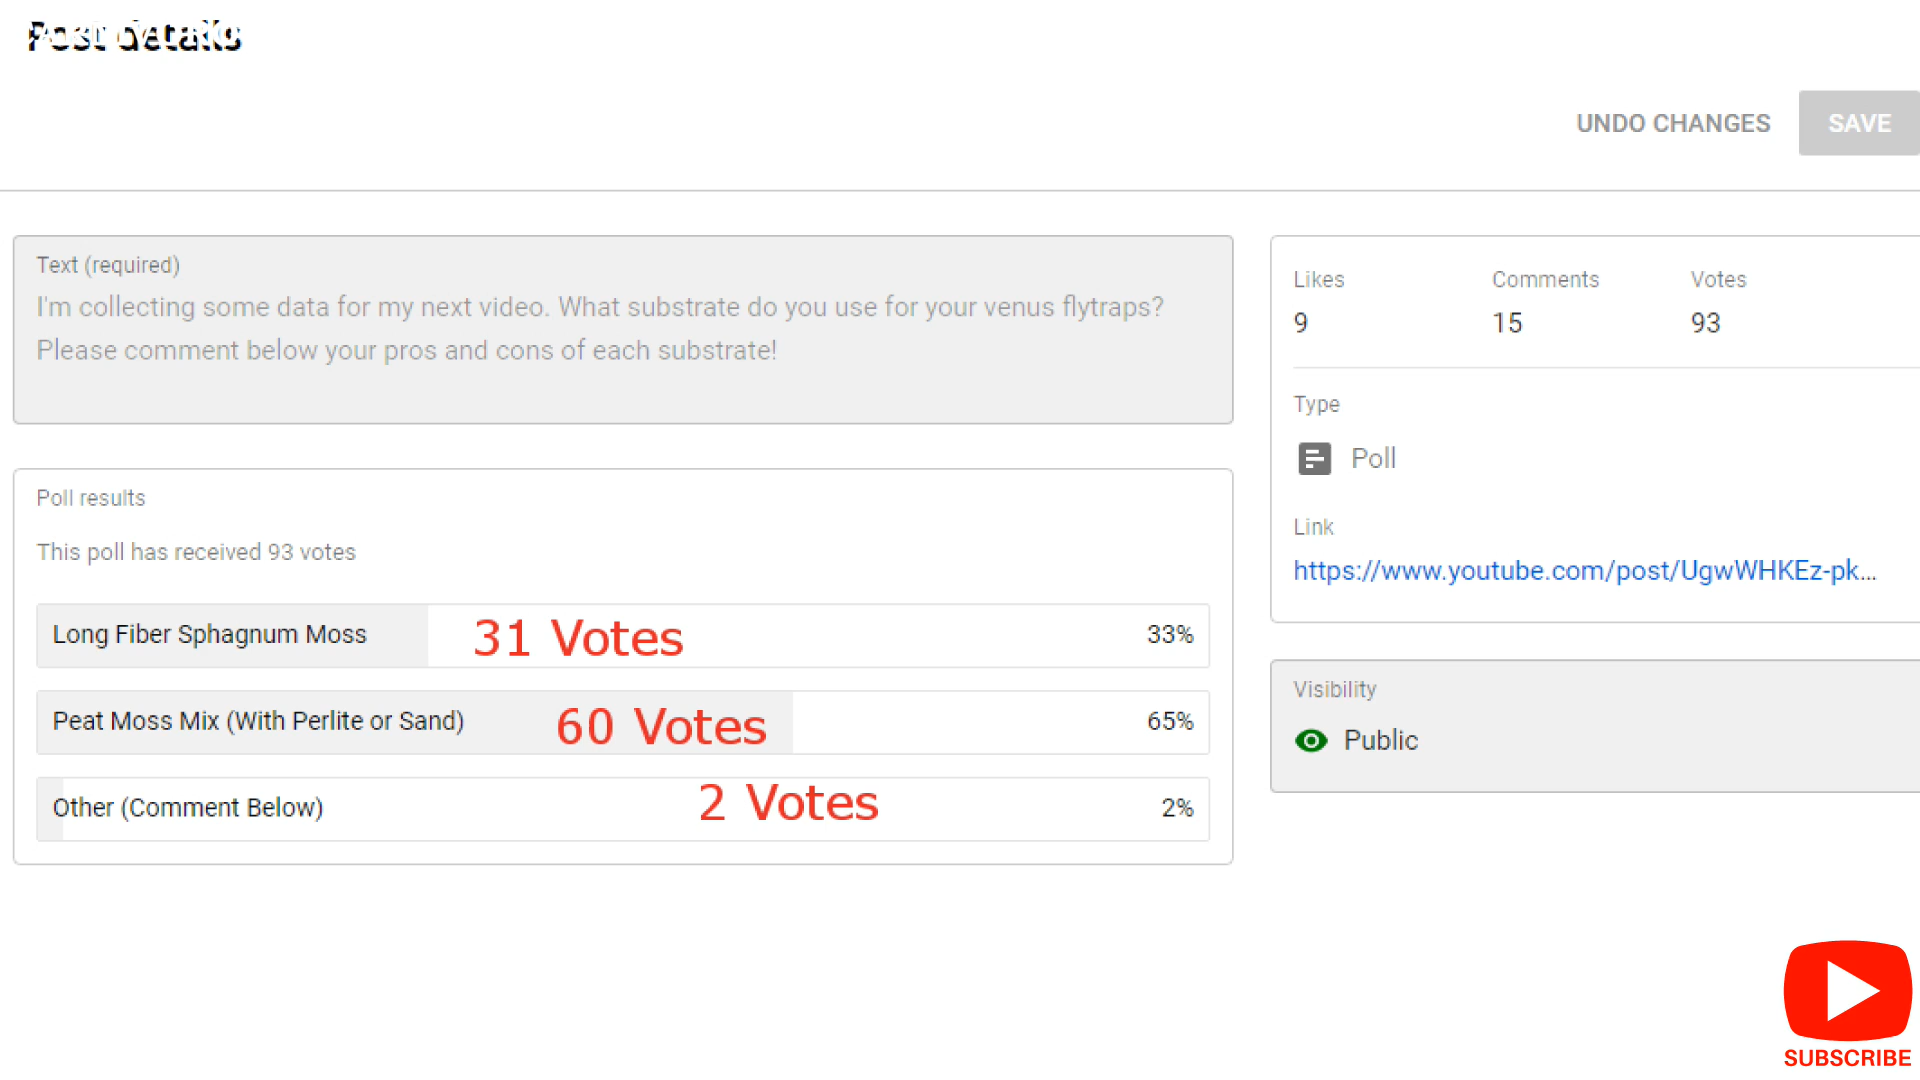 Post details
UNDO CHANGES
SAVE
Text (required)
I'm collecting some data for my next video. What substrate do you use for your venus flytraps?
Please comment below your pros and cons of each substrate!
Likes
Comments
Votes
9
15
93
Type
Poll
Link
https://www.youtube.com/post/UgwWHKEz-pk...
Poll results
This poll has received 93 votes
Long Fiber Sphagnum Moss
31 Votes
33%
Peat Moss Mix (With Perlite or Sand)
60 Votes
65%
Other (Comment Below)
2 Votes
2%
Visibility
Public
SUBSCRIBE